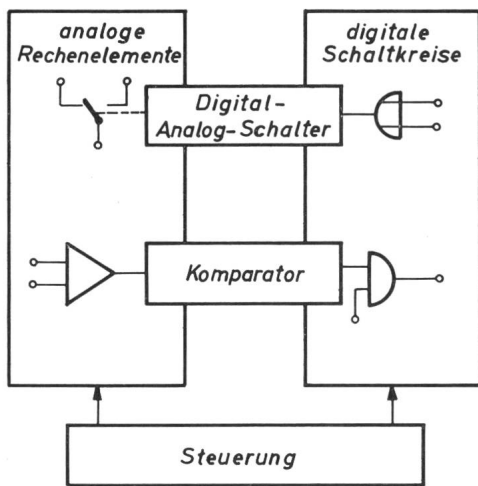 analoge
Rechenelemente
digitale
Schaltkreise
Digital-
Analog-Schalter
Komparator
Steuerung